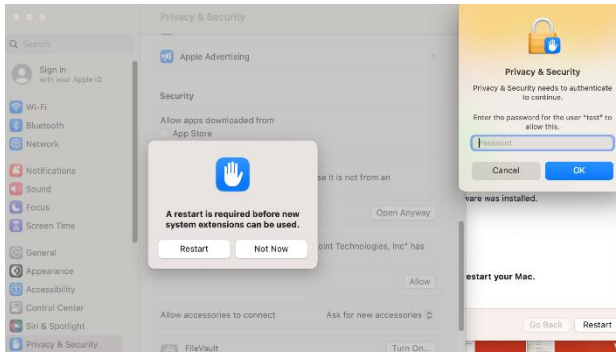 Privacy & Security
Search
Sign in
with your Apple ID
Wi-Fi
Bluetooth
Network
Notifications
Sound
Focus
Screen Time
General
Appearance
Accessibility
Control Center
Siri & Spotlight
Privacy & Security
Apple Advertising
Security
Allow apps downloaded from
App Store
se it is not from an
Open Anyway
oint Technologies, Inc" has
Allow
Allow accessories to connect
Ask for new accessories
FileVault
Turn On...
A restart is required before new
system extensions can be used.
Restart
Not Now
Privacy & Security
Privacy & Security needs to authenticate
to continue.
Enter the password for the user "test" to
allow this.
Password
Cancel
OK
ware was installed.
restart your Mac.
Go Back
Restart